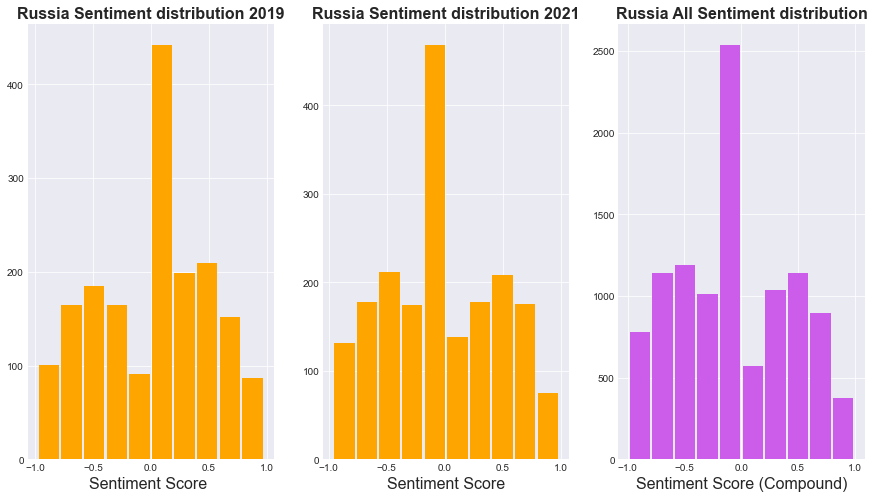 Russia Sentiment distribution 2019
400
300
200
100
0
−1.0 −0.5 0.0 0.5 1.0
Sentiment Score
Russia Sentiment distribution 2021
400
300
200
100
0
−1.0 −0.5 0.0 0.5 1.0
Sentiment Score
Russia All Sentiment distribution
2500
2000
1500
1000
500
0
−1.0 −0.5 0.0 0.5 1.0
Sentiment Score (Compound)